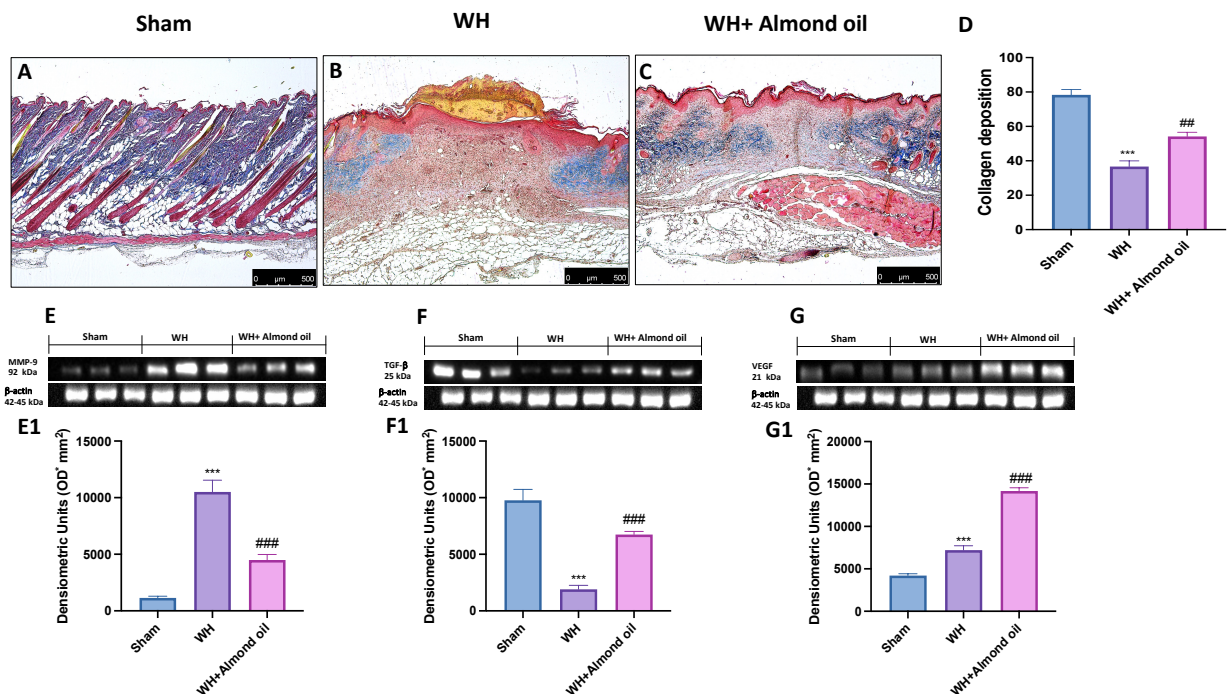 Sham
WH
WH+ Almond oil
A
0 µm 500
B
0 µm 500
C
0 µm 500
D
Collagen deposition
100
80
60
40
20
0
***
##
Sham
WH
WH+ Almond oil
E
Sham WH WH+ Almond oil
MMP-9
92 kDa
β-actin
42-45 kDa
F
Sham WH WH+ Almond oil
TGF-β
25 kDa
β-actin
42-45 kDa
G
Sham WH WH+ Almond oil
VEGF
21 kDa
β-actin
42-45 kDa
E1
Densiometric Units (OD* mm²)
15000
10000
5000
0
***
###
Sham
WH
WH+Almond oil
F1
Densiometric Units (OD* mm²)
15000
10000
5000
0
***
###
Sham
WH
WH+Almond oil
G1
Densiometric Units (OD* mm²)
20000
15000
10000
5000
0
***
###
Sham
WH
WH+Almond oil